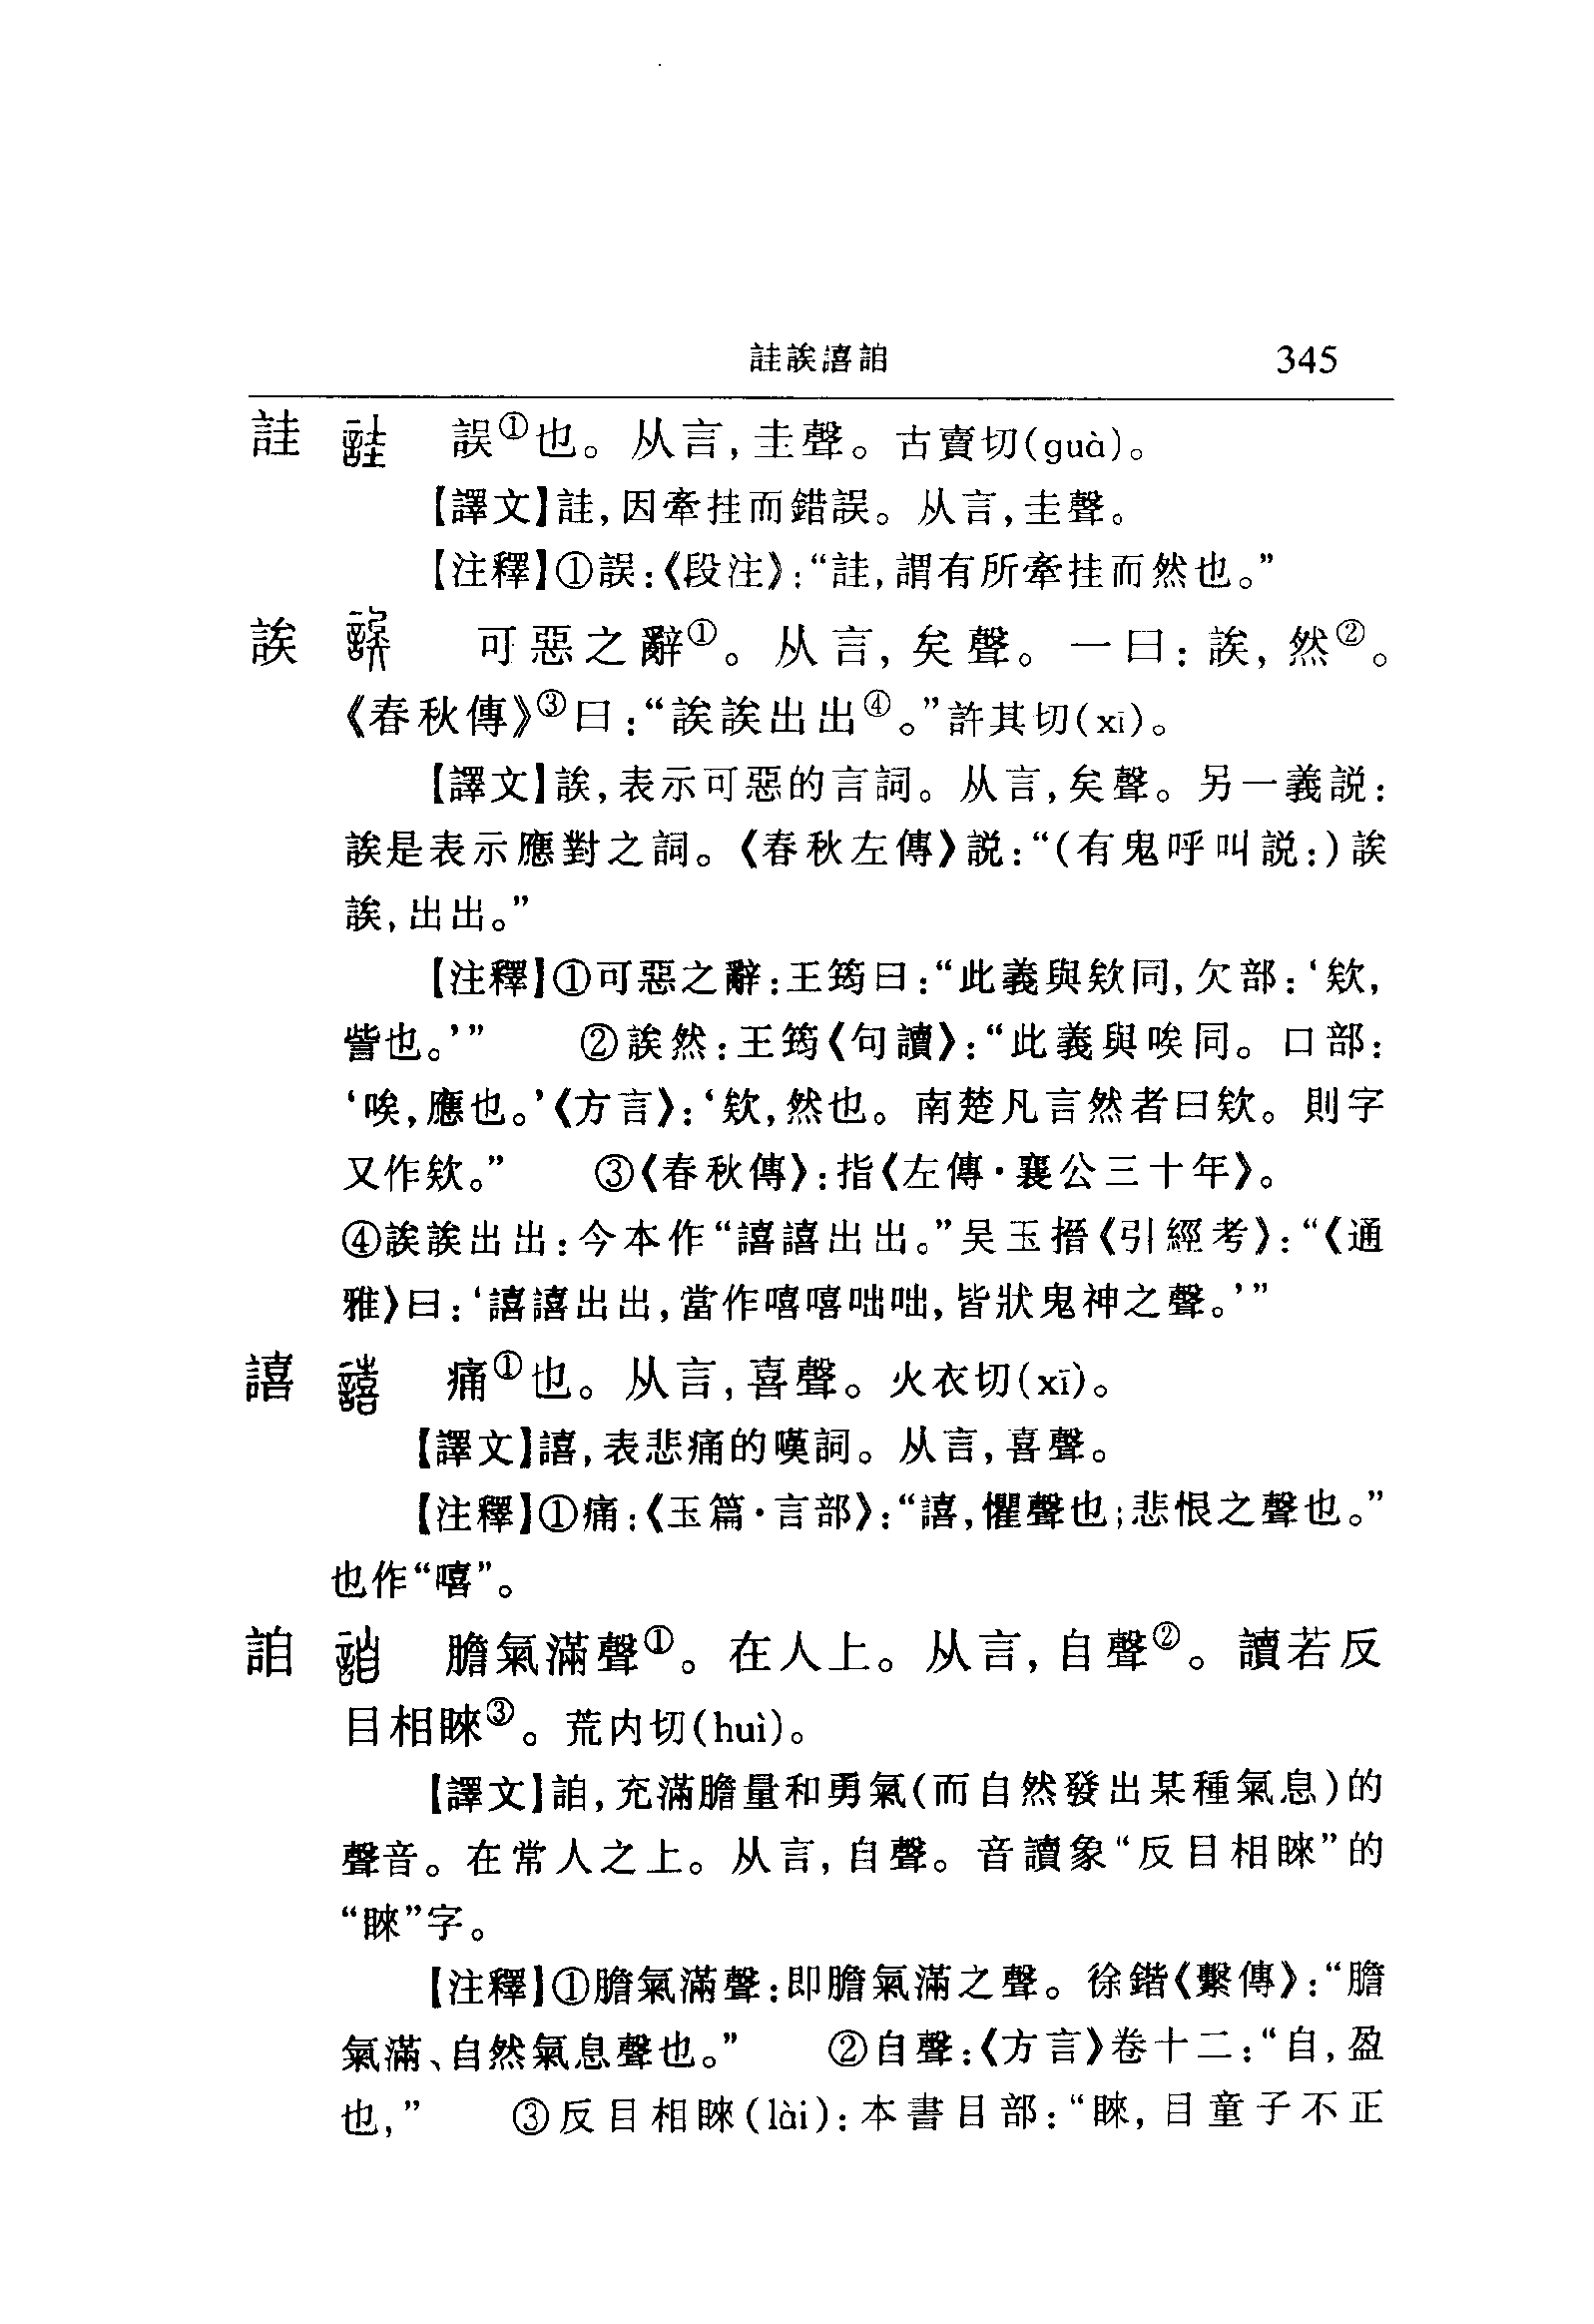 詿誒譆詯 345
詿 誤①也。从言,圭聲。古賣切(guà)。
【譯文】詿,因牽挂而錯誤。从言,圭聲。
【注釋】①誤:《段注》:“詿,謂有所牽挂而然也。”
誒 可惡之辭①。从言,矣聲。一曰:誒,然②。
《春秋傳》③曰:“誒誒出出④。”許其切(xī)。
【譯文】誒,表示可惡的言詞。从言,矣聲。另一義説:
誒是表示應對之詞。《春秋左傳》説:“(有鬼呼叫説:)誒
誒,出出。”
【注釋】①可惡之辭:王筠曰:“此義與欸同,欠部:‘欸,
訾也。’” ②誒然:王筠《句讀》:“此義與唉同。口部:
‘唉,應也。’《方言》:‘欸,然也。南楚凡言然者曰欸。則字
又作欸。” ③《春秋傳》:指《左傳·襄公三十年》。
④誒誒出出:今本作“譆譆出出。”吴玉搢《引經考》:“《通
雅》曰:‘譆譆出出,當作嘻嘻咄咄,皆狀鬼神之聲。’”
譆 痛①也。从言,喜聲。火衣切(xī)。
【譯文】譆,表悲痛的嘆詞。从言,喜聲。
【注釋】①痛:《玉篇·言部》:“譆,懼聲也;悲恨之聲也。”
也作“嘻”。
詯 膽氣滿聲①。在人上。从言,自聲②。讀若反
目相睞③。荒内切(huì)。
【譯文】詯,充滿膽量和勇氣(而自然發出某種氣息)的
聲音。在常人之上。从言,自聲。音讀象“反目相睞”的
“睞”字。
【注釋】①膽氣滿聲:即膽氣滿之聲。徐鍇《繫傳》:“膽
氣滿、自然氣息聲也。” ②自聲:《方言》卷十二:“自,盈
也,” ③反目相睞(lài):本書目部:“睞,目童子不正